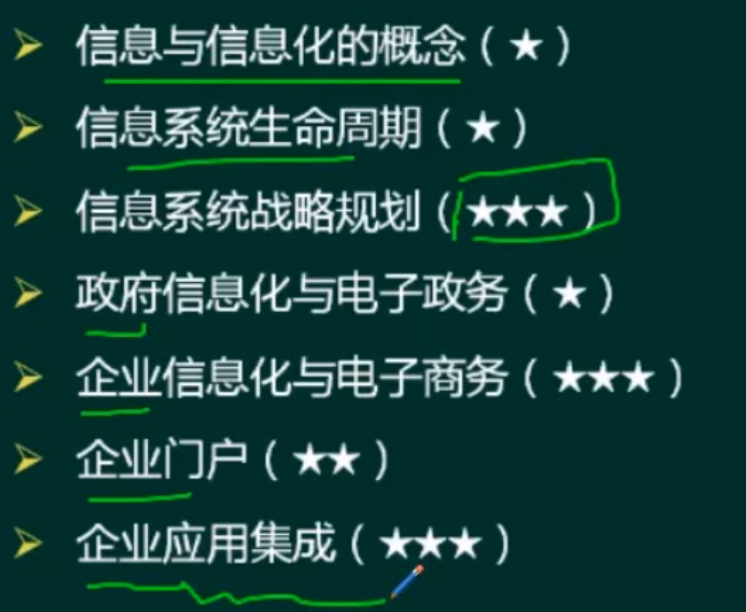 信息与信息化的概念（★）
信息系统生命周期（★）
信息系统战略规划（★★★）
政府信息化与电子政务（★）
企业信息化与电子商务（★★★）
企业门户（★★）
企业应用集成（★★★）